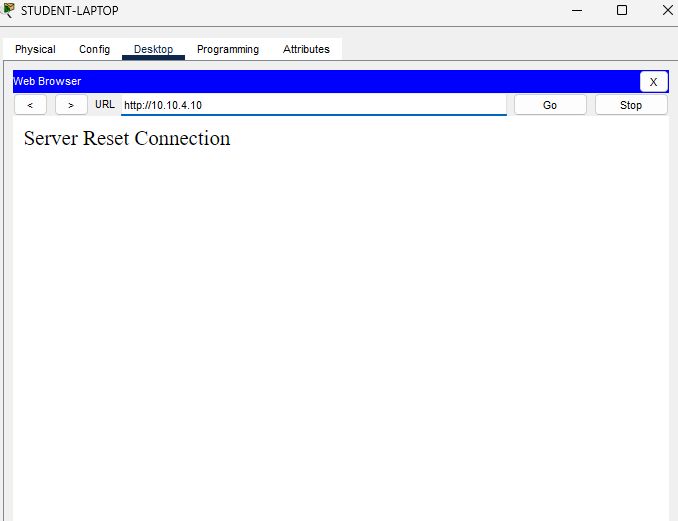 STUDENT-LAPTOP
Physical Config Desktop Programming Attributes
Web Browser X
< > URL http://10.10.4.10 Go Stop
Server Reset Connection